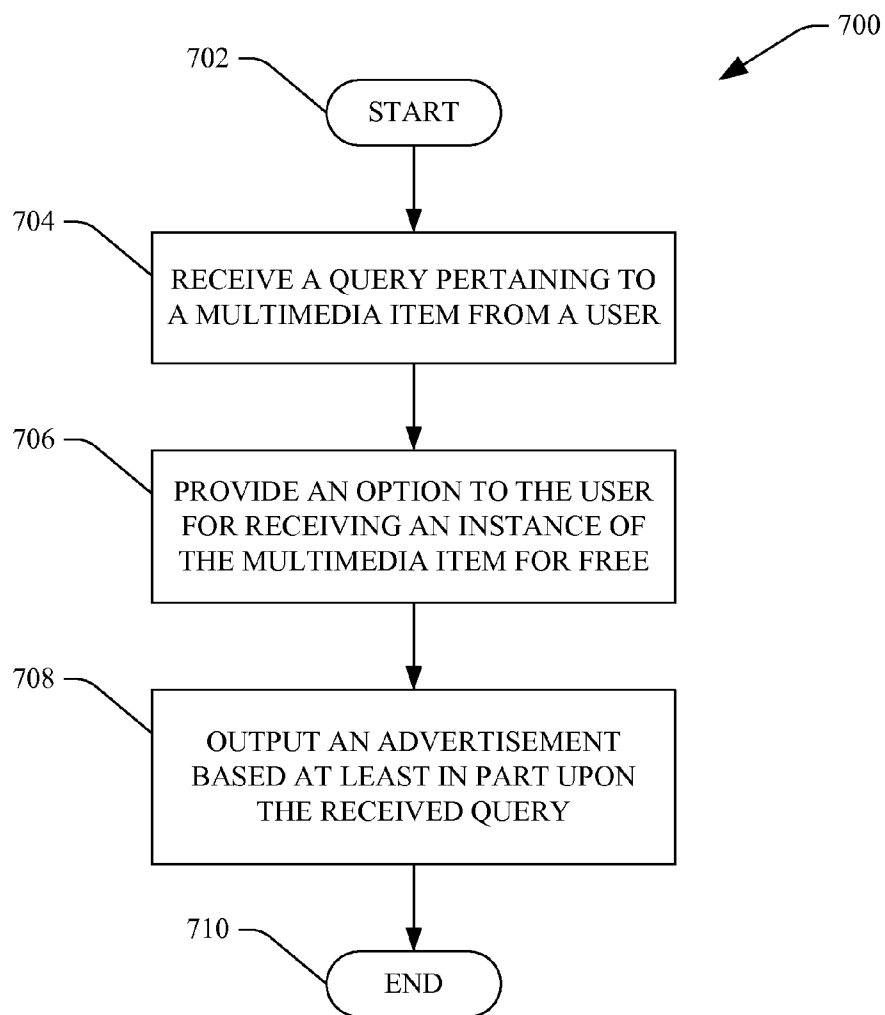 700
702
START
704
RECEIVE A QUERY PERTAINING TO
A MULTIMEDIA ITEM FROM A USER
706
PROVIDE AN OPTION TO THE USER
FOR RECEIVING AN INSTANCE OF
THE MULTIMEDIA ITEM FOR FREE
708
OUTPUT AN ADVERTISEMENT
BASED AT LEAST IN PART UPON
THE RECEIVED QUERY
710
END